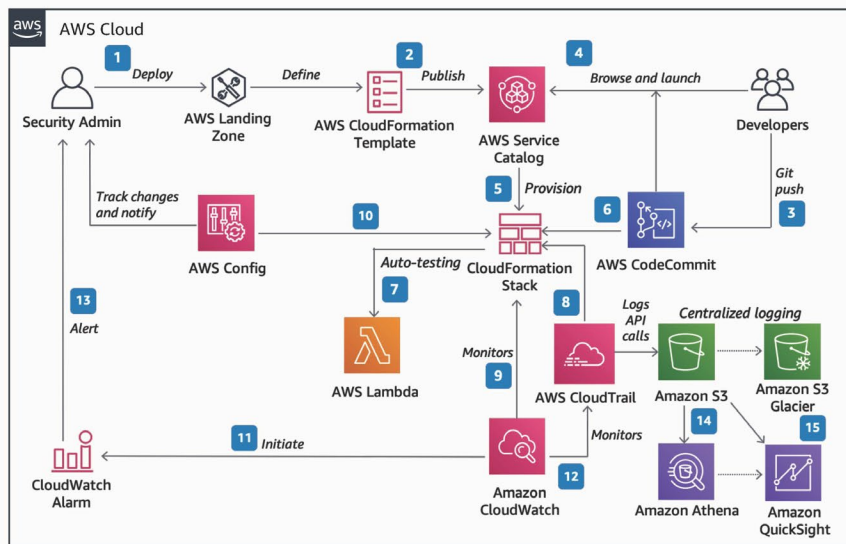 aws
AWS Cloud
1
Deploy
Define
2
Publish
4
Browse and launch
Security Admin
AWS Landing
Zone
AWS CloudFormation
Template
AWS Service
Catalog
Developers
Track changes
and notify
10
5
Provision
6
Git
push
3
AWS Config
Auto-testing
CloudFormation
Stack
AWS CodeCommit
13
Alert
7
8
Logs
API
calls
Centralized logging
AWS Lambda
Monitors
9
AWS CloudTrail
Amazon S3
Amazon S3
Glacier
11
Initiate
Monitors
12
14
15
CloudWatch
Alarm
Amazon
CloudWatch
Amazon Athena
Amazon
QuickSight